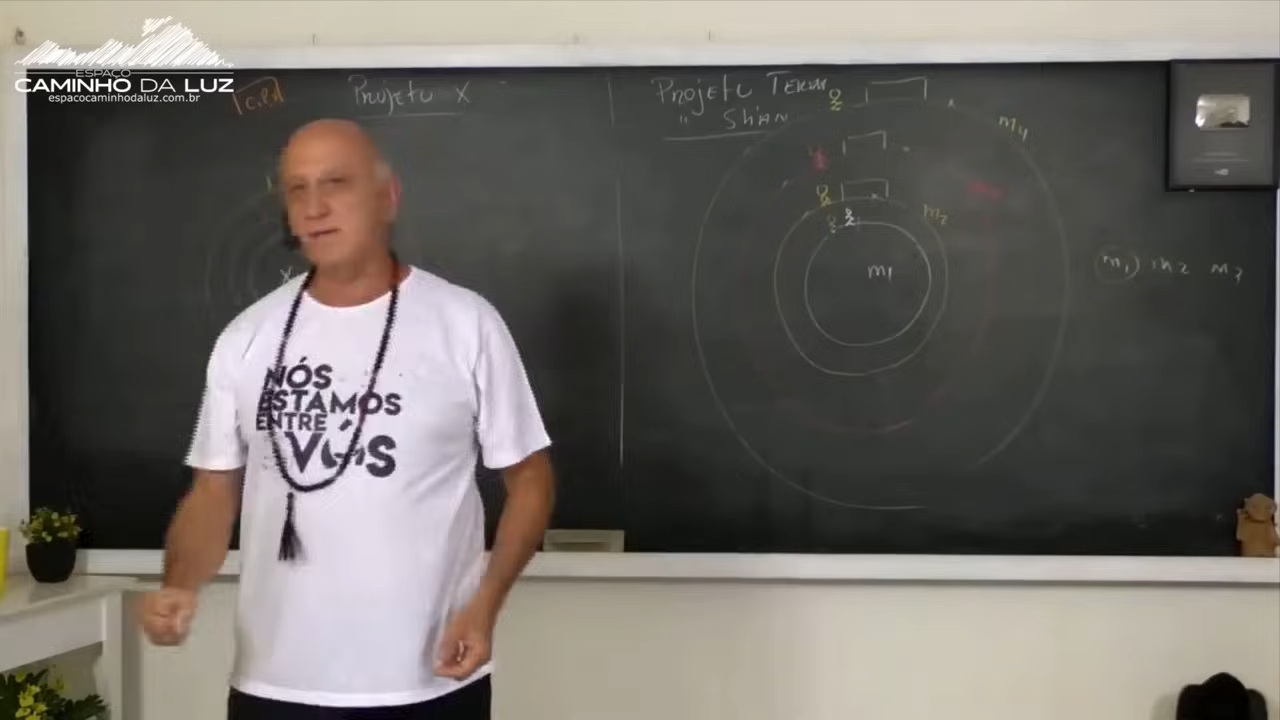 ESPAÇO
CAMINHO DA LUZ
espacocaminhodaluz.com.br
Projeto X
Projeto Terra
" Shan
m4
m2
m1
m1) m2 m3
X
NÓS
ESTAMOS
ENTRE
VÓS